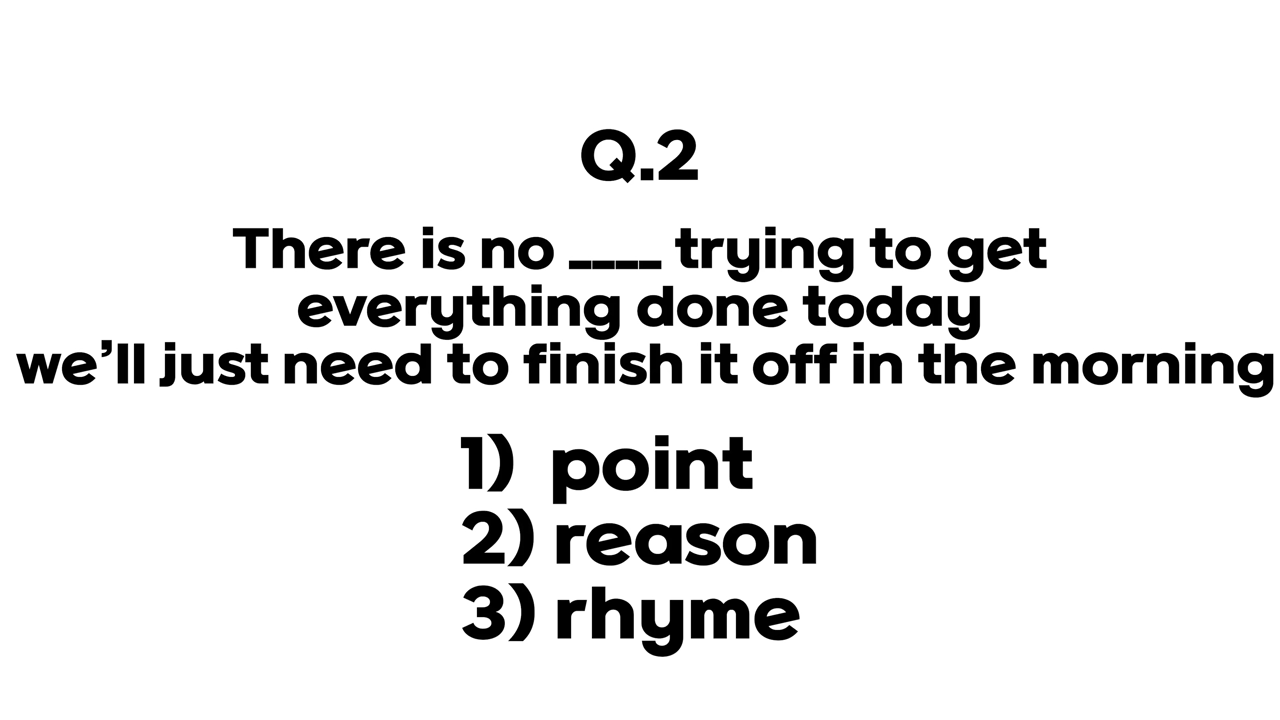 Q.2
There is no ____ trying to get
everything done today
we’ll just need to finish it off in the morning
1) point
2) reason
3) rhyme